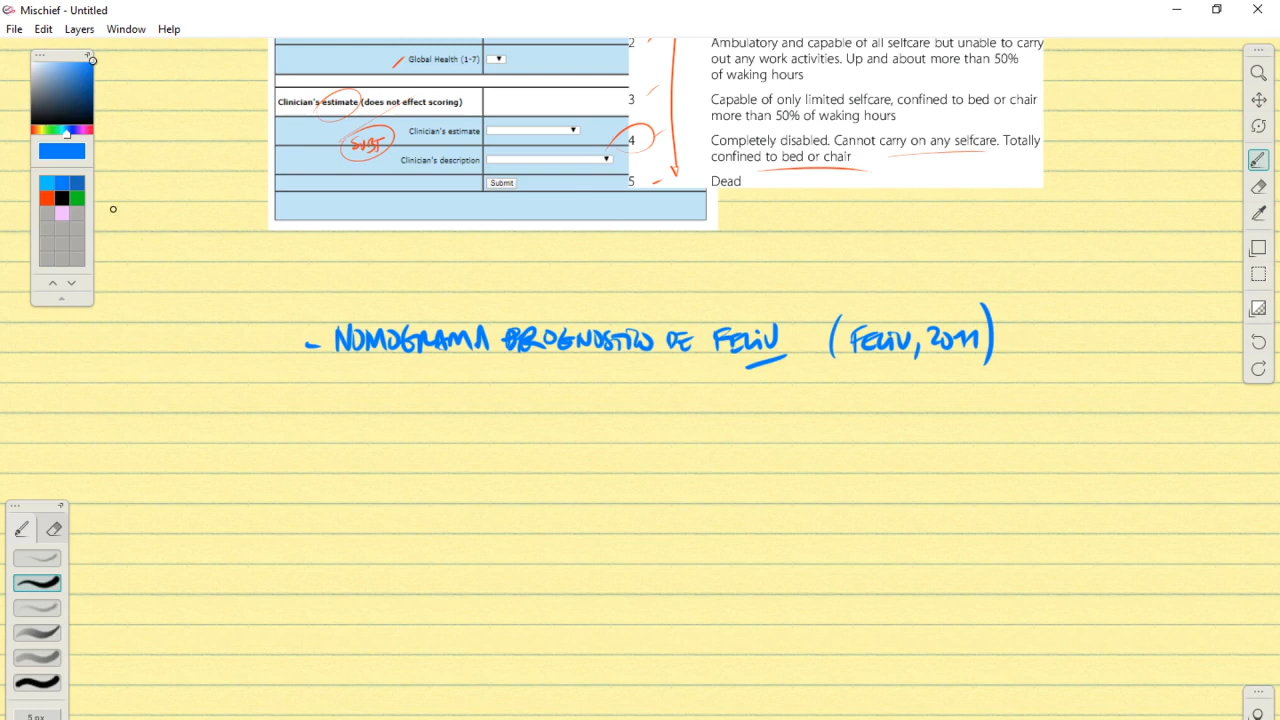 Mischief - Untitled
File Edit Layers Window Help
Global Health (1-7)
Clinician's estimate (does not effect scoring)
Clinician's estimate
SUBJ
Clinician's description
Submit
2 Ambulatory and capable of all selfcare but unable to carry
out any work activities. Up and about more than 50%
of waking hours
3 Capable of only limited selfcare, confined to bed or chair
more than 50% of waking hours
4 Completely disabled. Cannot carry on any selfcare. Totally
confined to bed or chair
5 Dead
- NOMOGRAMA PROGNOSTICO DE FELIU (FELIU, 2011)
5 px